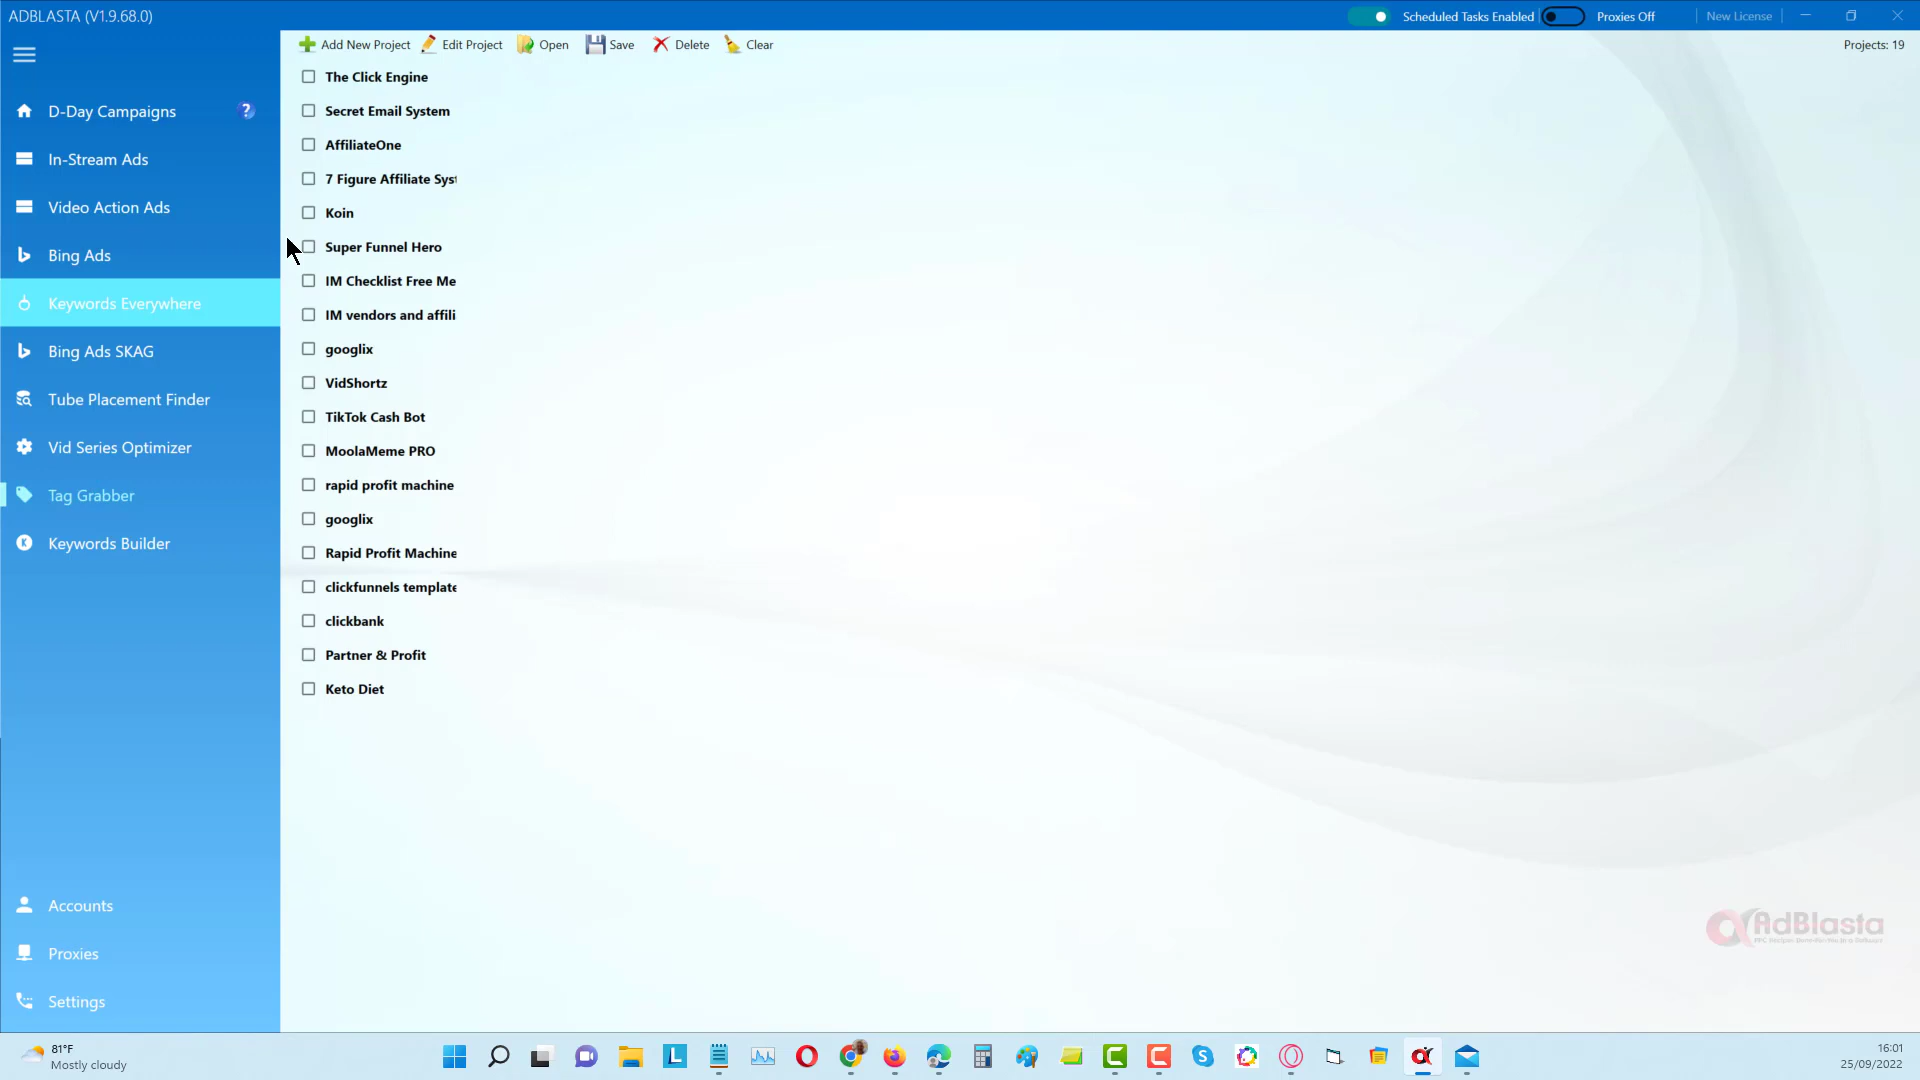 ADBLASTA (V1.9.68.0)
Scheduled Tasks Enabled
Proxies Off
New License
Add New Project
Edit Project
Open
Save
Delete
Clear
Projects: 19
D-Day Campaigns
?
In-Stream Ads
Video Action Ads
Bing Ads
Keywords Everywhere
Bing Ads SKAG
Tube Placement Finder
Vid Series Optimizer
Tag Grabber
Keywords Builder
Accounts
Proxies
Settings
The Click Engine
Secret Email System
AffiliateOne
7 Figure Affiliate Syst
Koin
Super Funnel Hero
IM Checklist Free Me
IM vendors and affili
googlix
VidShortz
TikTok Cash Bot
MoolaMeme PRO
rapid profit machine
googlix
Rapid Profit Machine
clickfunnels template
clickbank
Partner & Profit
Keto Diet
AdBlasta
81°F
Mostly cloudy
16:01
25/09/2022